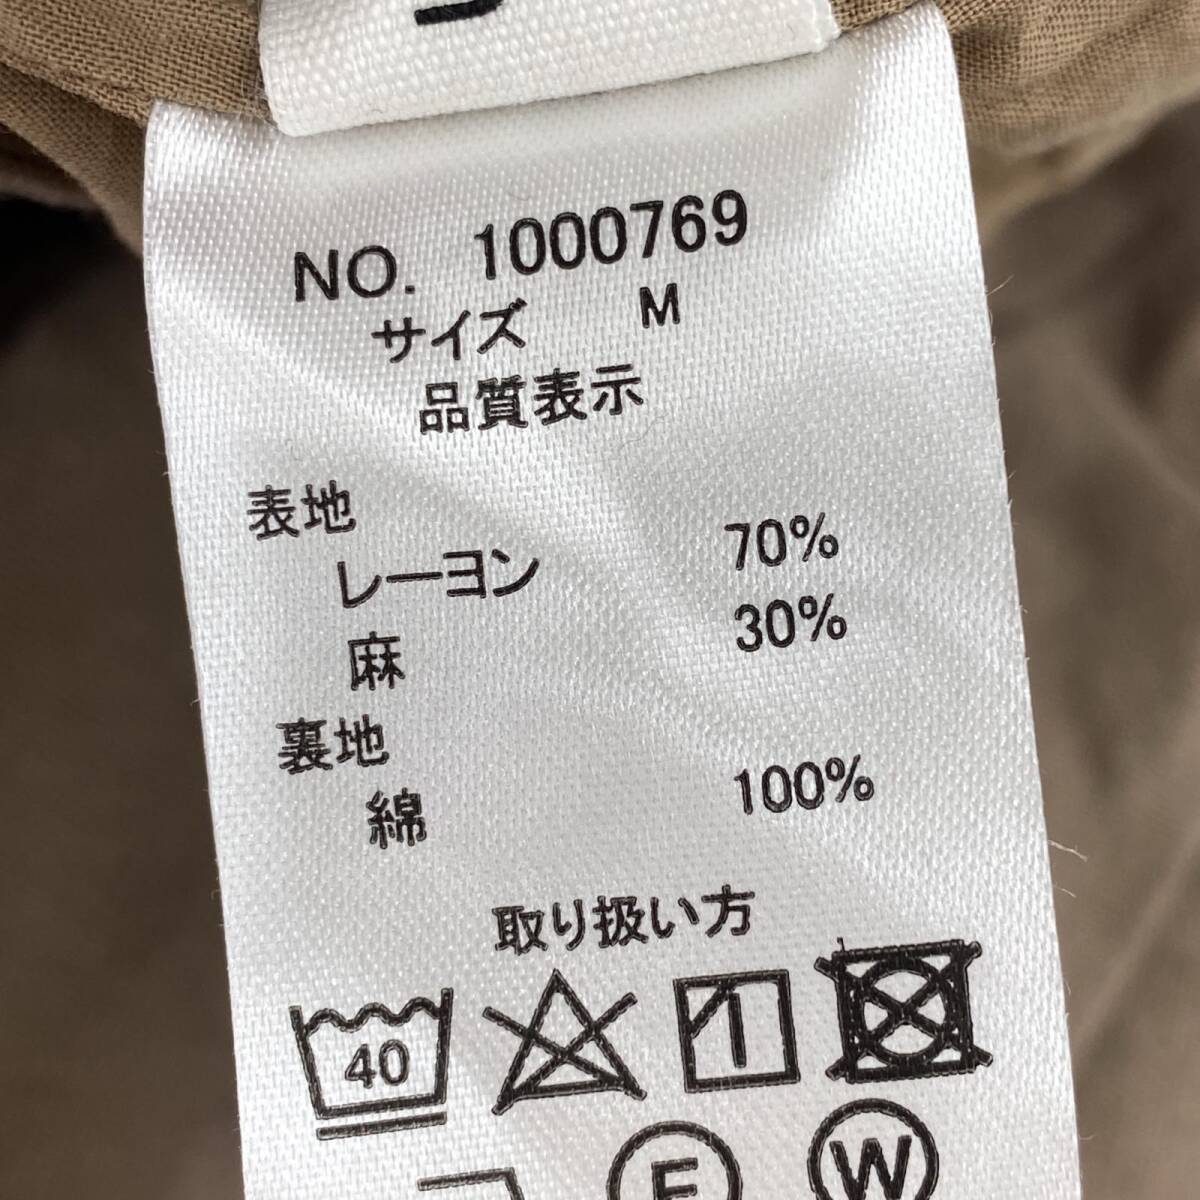 NO. 1000769
サイズ M
品質表示
表地
レーヨン 70%
麻 30%
裏地
綿 100%
取り扱い方
40
F W